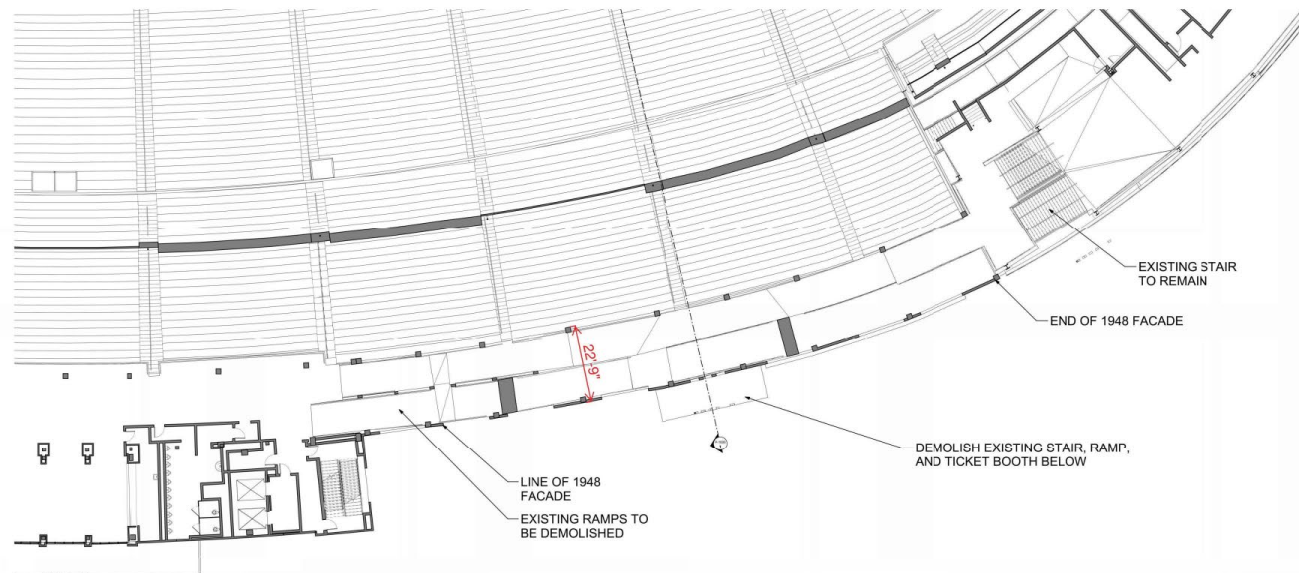 22'-9"
EXISTING STAIR
TO REMAIN
END OF 1948 FACADE
DEMOLISH EXISTING STAIR, RAMP,
AND TICKET BOOTH BELOW
LINE OF 1948
FACADE
EXISTING RAMPS TO
BE DEMOLISHED